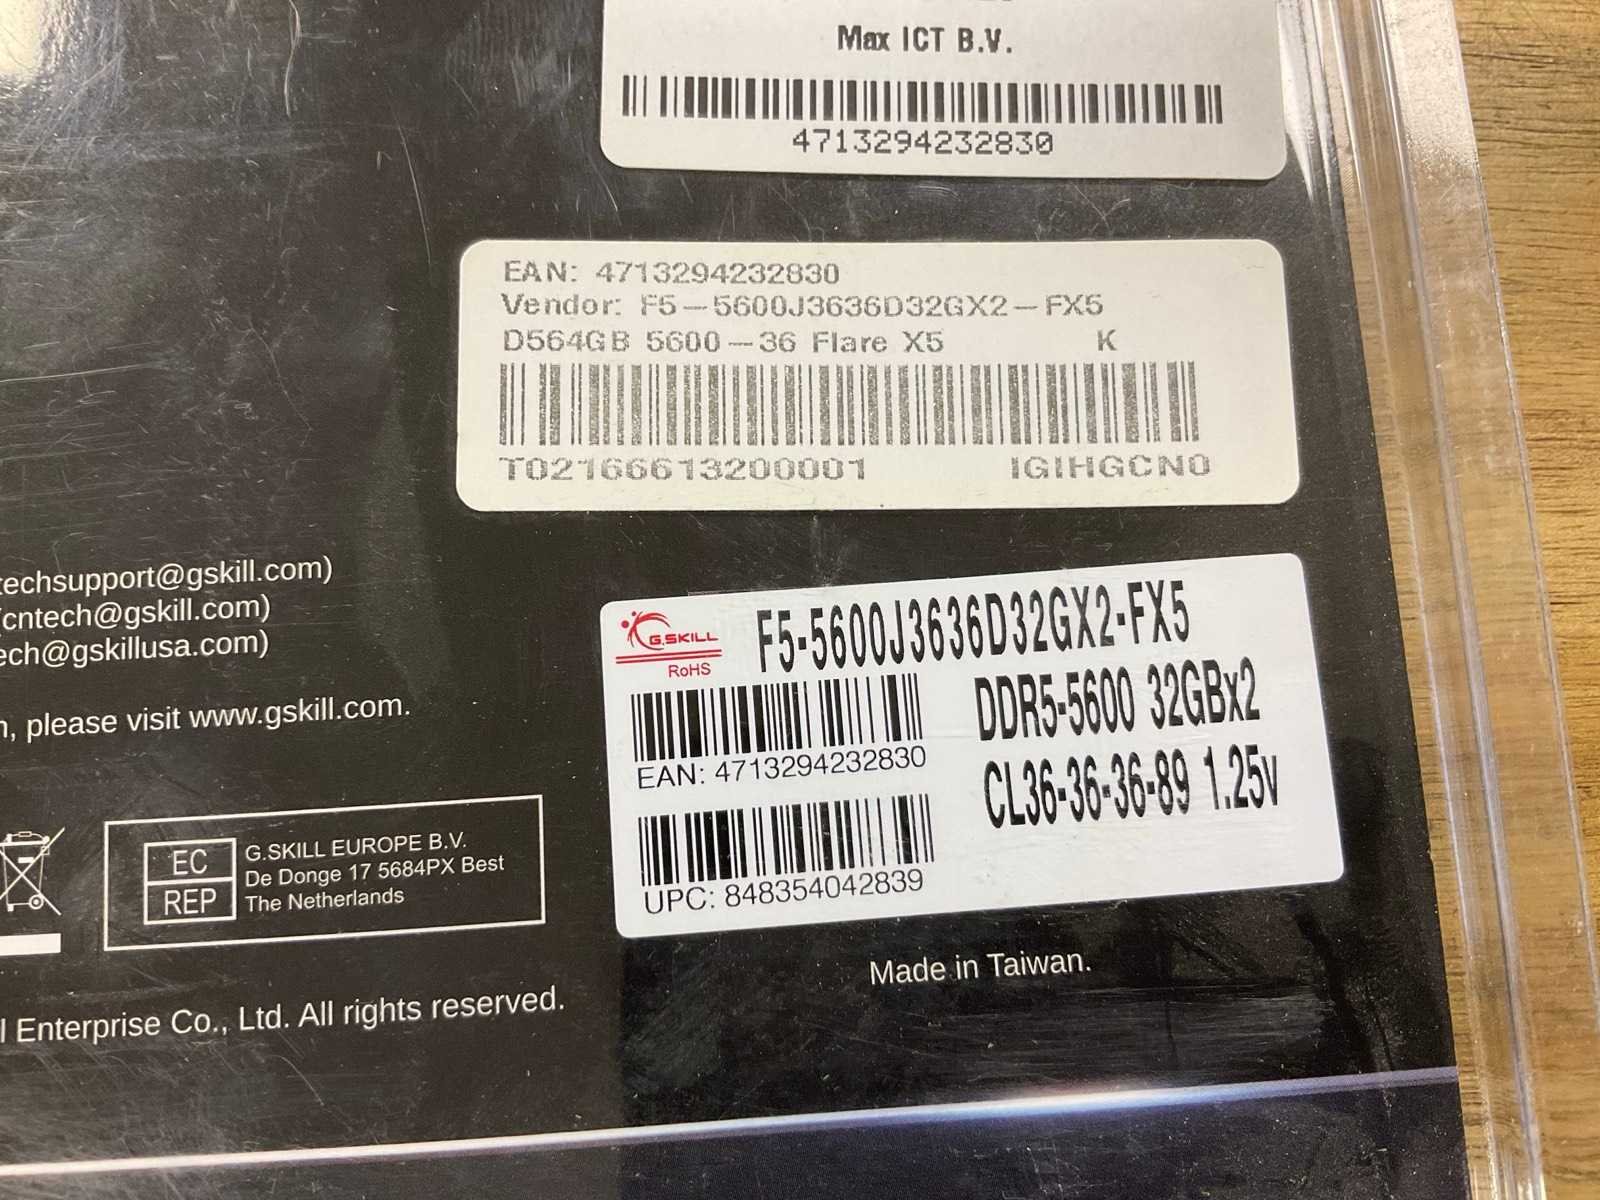 Max ICT B.V.
4713294232830
EAN: 4713294232830
Vendor: F5-5600J3636D32GX2-FX5
D564GB 5600-36 Flare X5 K
T02166613200001 IGIHGCN0
techsupport@gskill.com)
(cntech@gskill.com)
ech@gskillusa.com)
n, please visit www.gskill.com.
G.SKILL
RoHS
F5-5600J3636D32GX2-FX5
DDR5-5600 32GBx2
CL36-36-36-89 1.25v
EAN: 4713294232830
UPC: 848354042839
EC
REP
G.SKILL EUROPE B.V.
De Donge 17 5684PX Best
The Netherlands
Made in Taiwan.
l Enterprise Co., Ltd. All rights reserved.